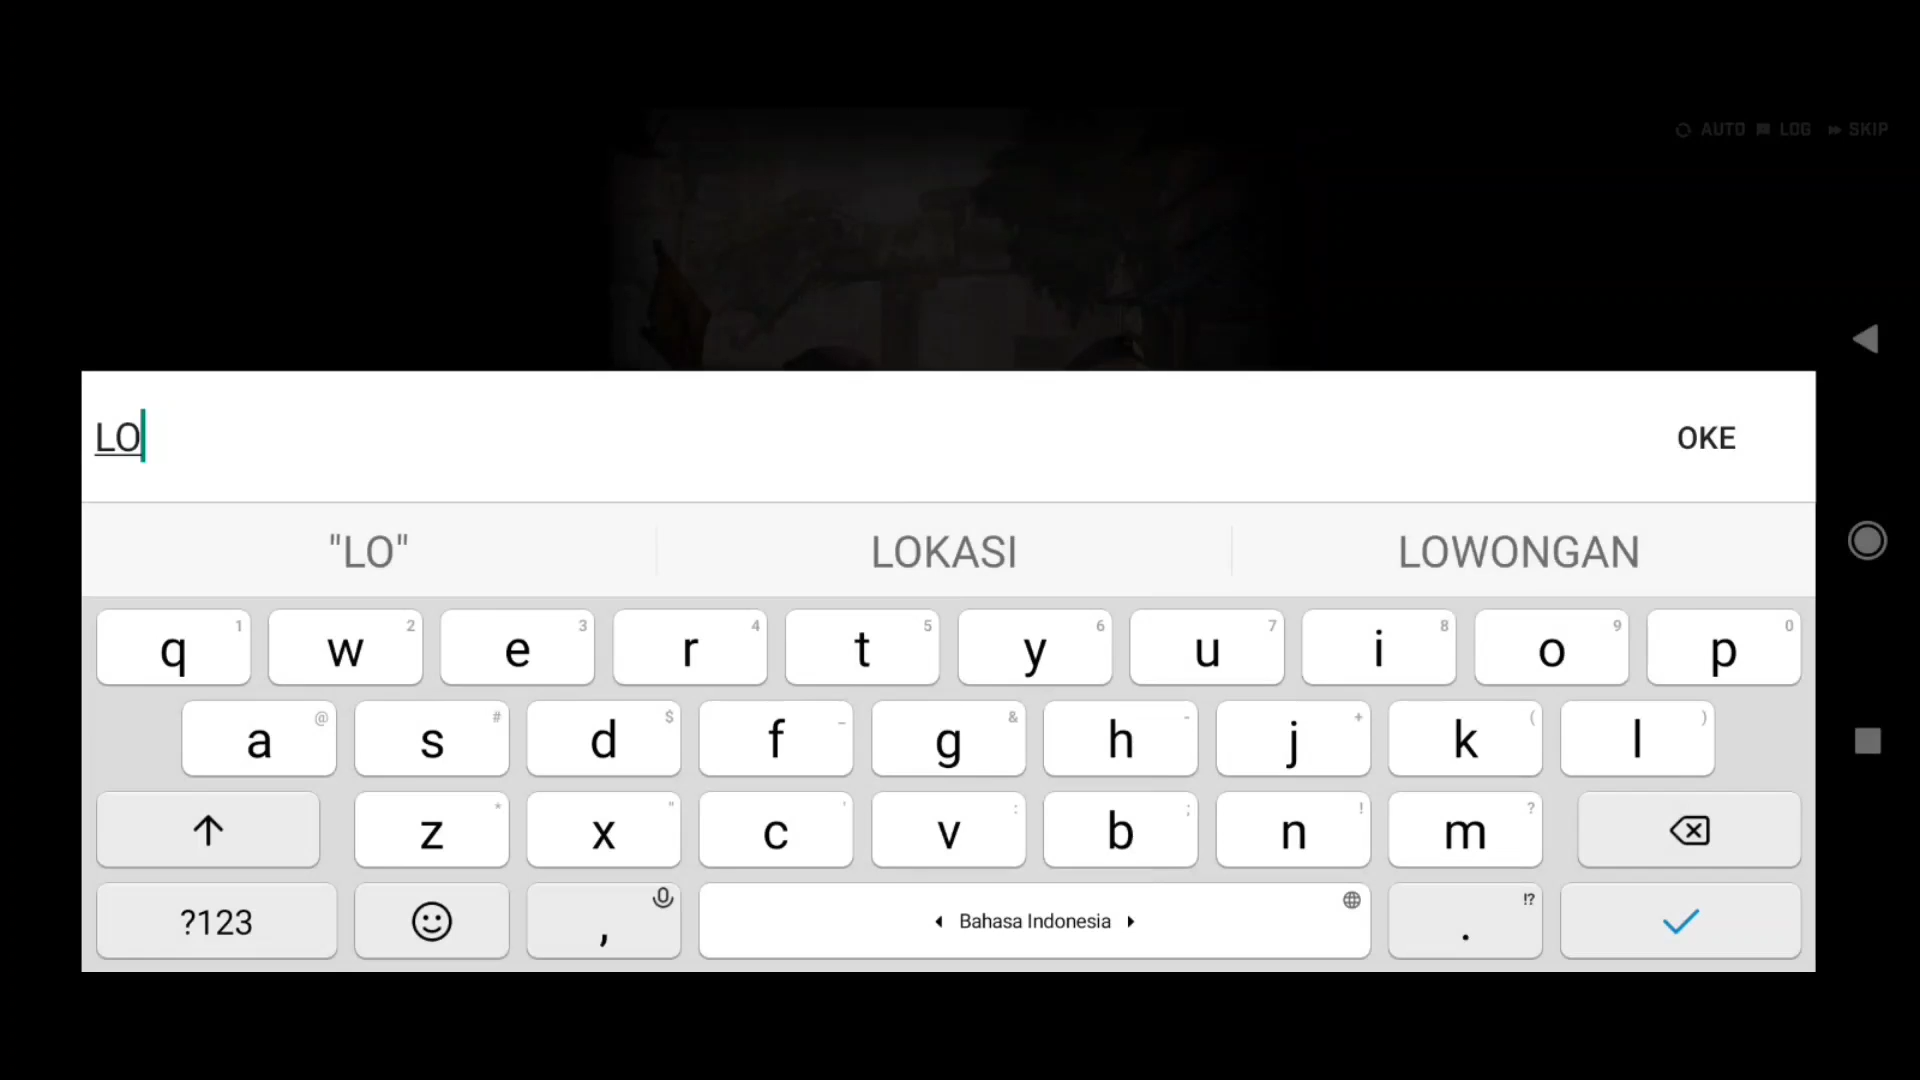 AUTO LOG SKIP
LO
OKE
"LO" LOKASI LOWONGAN
q 1 w 2 e 3 r 4 t 5 y 6 u 7 i 8 o 9 p 0
a @ s # d $ f _ g & h - j + k ( l )
z * x " c ' v : b ; n ! m ?
?123 , Bahasa Indonesia . !?